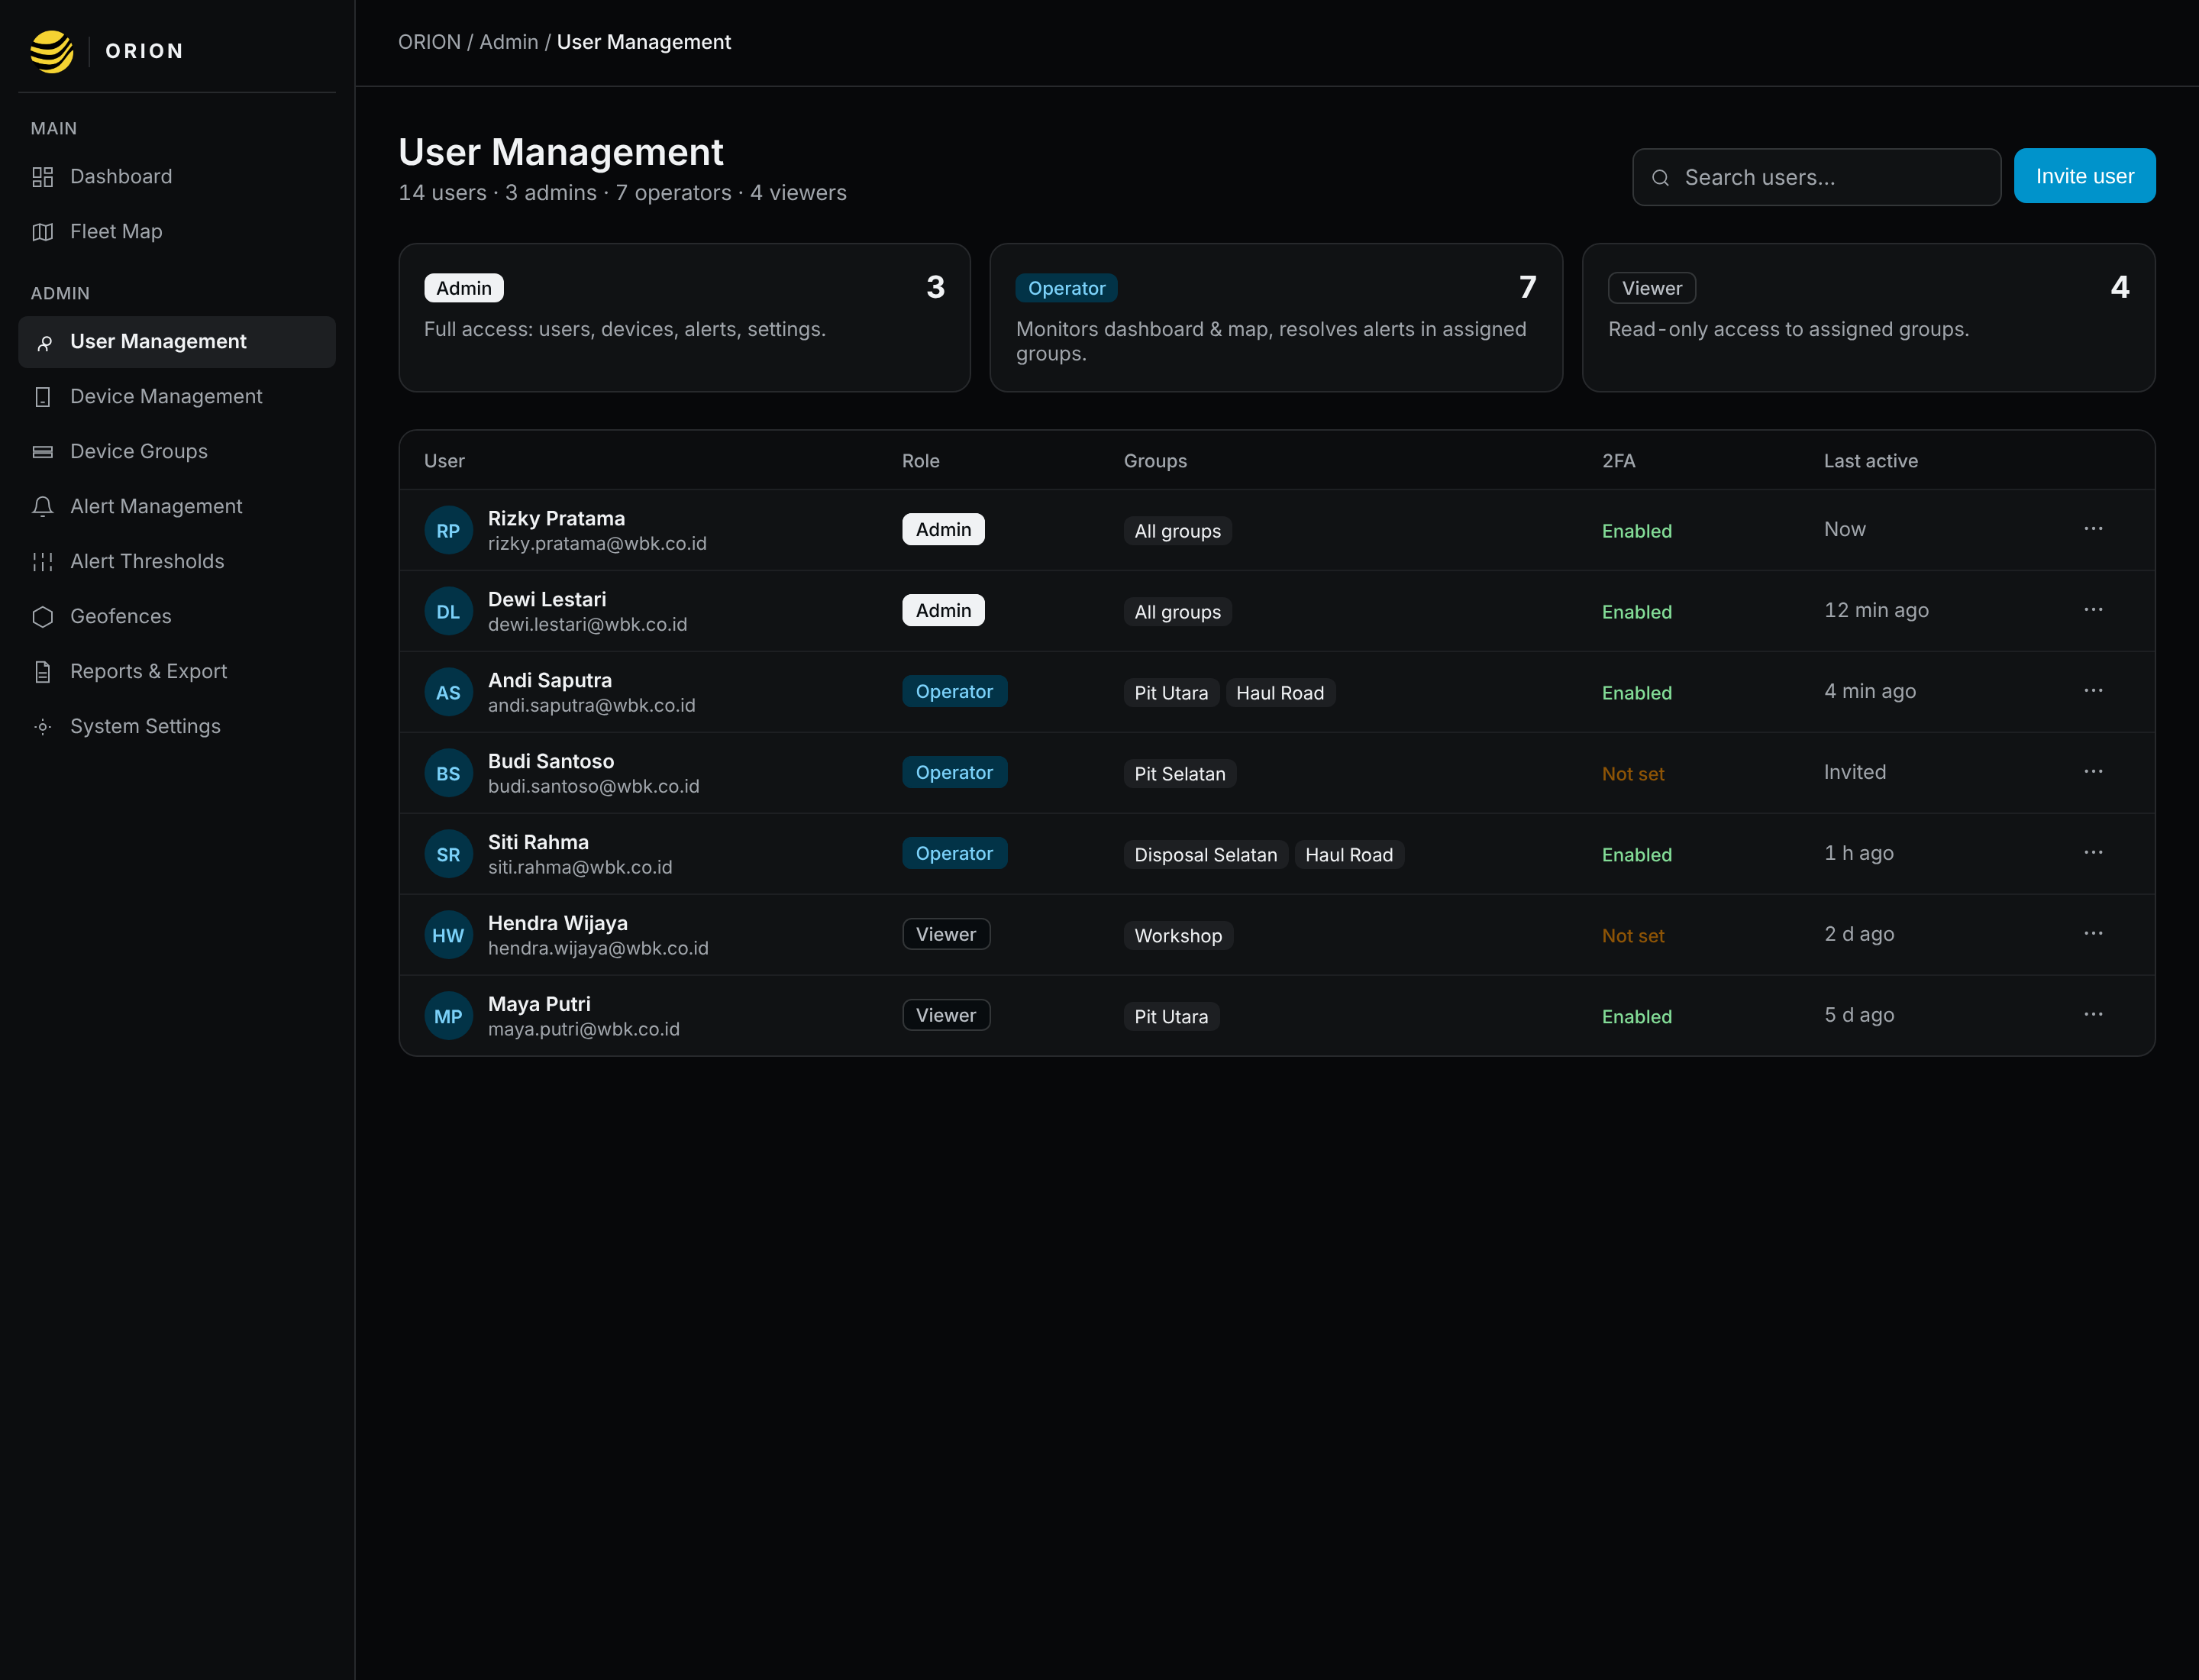 ORION
MAIN
Dashboard
Fleet Map
ADMIN
User Management
Device Management
Device Groups
Alert Management
Alert Thresholds
Geofences
Reports & Export
System Settings
ORION / Admin / User Management
User Management
14 users · 3 admins · 7 operators · 4 viewers
Search users...
Invite user
Admin 3
Full access: users, devices, alerts, settings.
Operator 7
Monitors dashboard & map, resolves alerts in assigned
groups.
Viewer 4
Read-only access to assigned groups.
User Role Groups 2FA Last active
RP Rizky Pratama Admin All groups Enabled Now
rizky.pratama@wbk.co.id
DL Dewi Lestari Admin All groups Enabled 12 min ago
dewi.lestari@wbk.co.id
AS Andi Saputra Operator Pit Utara Haul Road Enabled 4 min ago
andi.saputra@wbk.co.id
BS Budi Santoso Operator Pit Selatan Not set Invited
budi.santoso@wbk.co.id
SR Siti Rahma Operator Disposal Selatan Haul Road Enabled 1 h ago
siti.rahma@wbk.co.id
HW Hendra Wijaya Viewer Workshop Not set 2 d ago
hendra.wijaya@wbk.co.id
MP Maya Putri Viewer Pit Utara Enabled 5 d ago
maya.putri@wbk.co.id